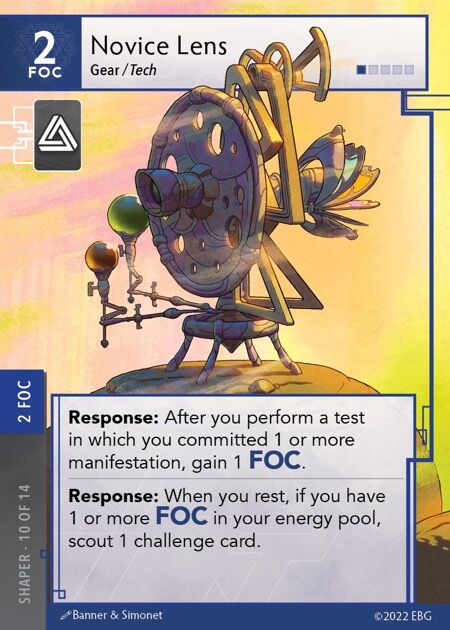 2
FOC
Novice Lens
Gear / Tech
2 FOC
SHAPER - 10 OF 14
Response: After you perform a test
in which you committed 1 or more
manifestation, gain 1 FOC.
Response: When you rest, if you have
1 or more FOC in your energy pool,
scout 1 challenge card.
Banner & Simonet
©2022 EBG